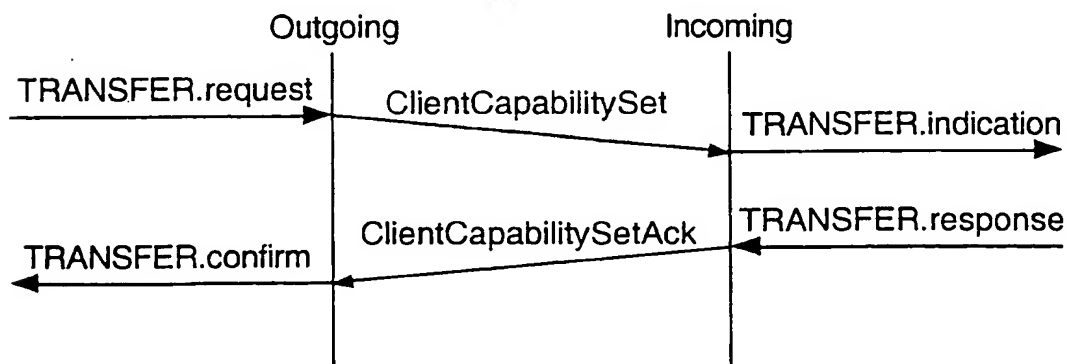 Outgoing
Incoming
TRANSFER.request
ClientCapabilitySet
TRANSFER.indication
TRANSFER.response
ClientCapabilitySetAck
TRANSFER.confirm